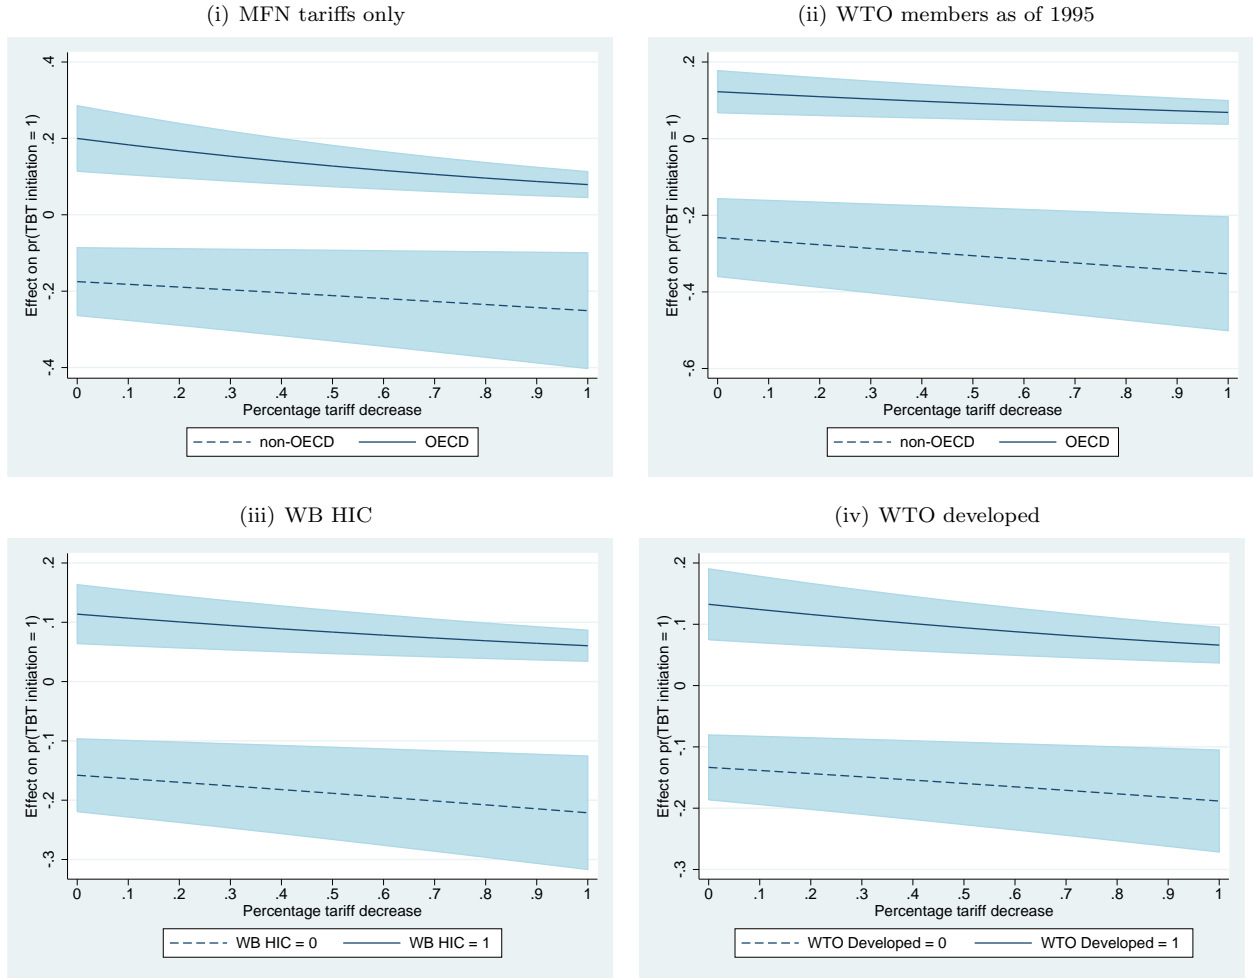 (i) MFN tariffs only
.4
.2
0
-.2
-.4
Effect on pr(TBT initiation = 1)
0 .1 .2 .3 .4 .5 .6 .7 .8 .9 1
Percentage tariff decrease
non-OECD OECD
(ii) WTO members as of 1995
.2
0
-.2
-.4
-.6
Effect on pr(TBT initiation = 1)
0 .1 .2 .3 .4 .5 .6 .7 .8 .9 1
Percentage tariff decrease
non-OECD OECD
(iii) WB HIC
.2
.1
0
-.1
-.2
-.3
Effect on pr(TBT initiation = 1)
0 .1 .2 .3 .4 .5 .6 .7 .8 .9 1
Percentage tariff decrease
WB HIC = 0 WB HIC = 1
(iv) WTO developed
.2
.1
0
-.1
-.2
-.3
Effect on pr(TBT initiation = 1)
0 .1 .2 .3 .4 .5 .6 .7 .8 .9 1
Percentage tariff decrease
WTO Developed = 0 WTO Developed = 1